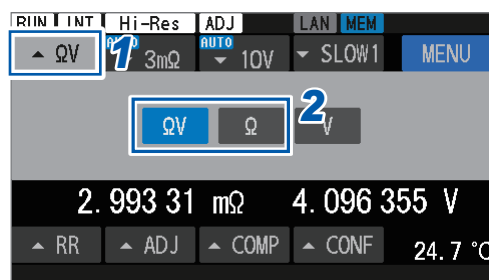 RUN INT Hi-Res ADJ LAN MEM
ΩV 1 AUTO 3mΩ AUTO 10V SLOW1 MENU
ΩV Ω 2 V
2.993 31 mΩ 4.096 355 V
RR ADJ COMP CONF 24.7 °C